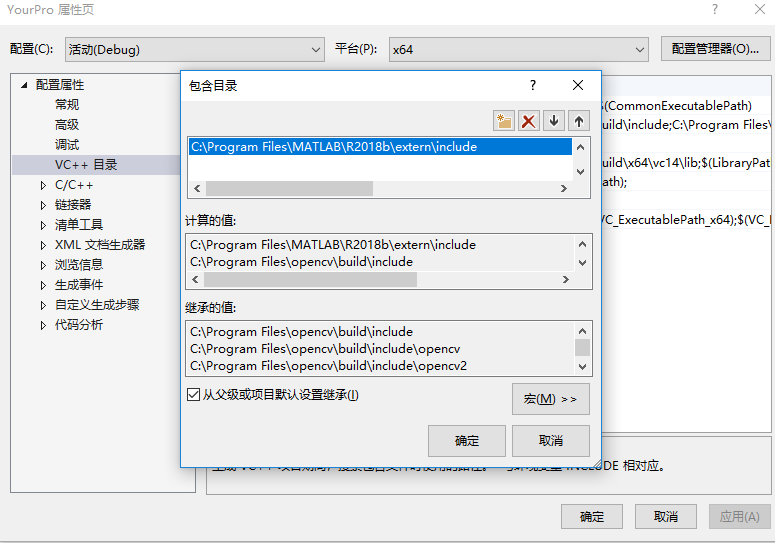 YourPro 属性页
配置(C): 活动(Debug) 平台(P): x64 配置管理器(O)...
配置属性
常规
高级
调试
VC++ 目录
C/C++
链接器
清单工具
XML 文档生成器
浏览信息
生成事件
自定义生成步骤
代码分析
包含目录
C:\Program Files\MATLAB\R2018b\extern\include
计算的值:
C:\Program Files\MATLAB\R2018b\extern\include
C:\Program Files\opencv\build\include
继承的值:
C:\Program Files\opencv\build\include
C:\Program Files\opencv\build\include\opencv
C:\Program Files\opencv\build\include\opencv2
从父级或项目默认设置继承(I)
宏(M) >>
确定 取消
$(CommonExecutablePath)
uild\include;C:\Program Files\
uild\x64\vc14\lib;$(LibraryPat
ath);
VC_ExecutablePath_x64);$(VC_
INCLUDE 相对应。
确定 取消 应用(A)